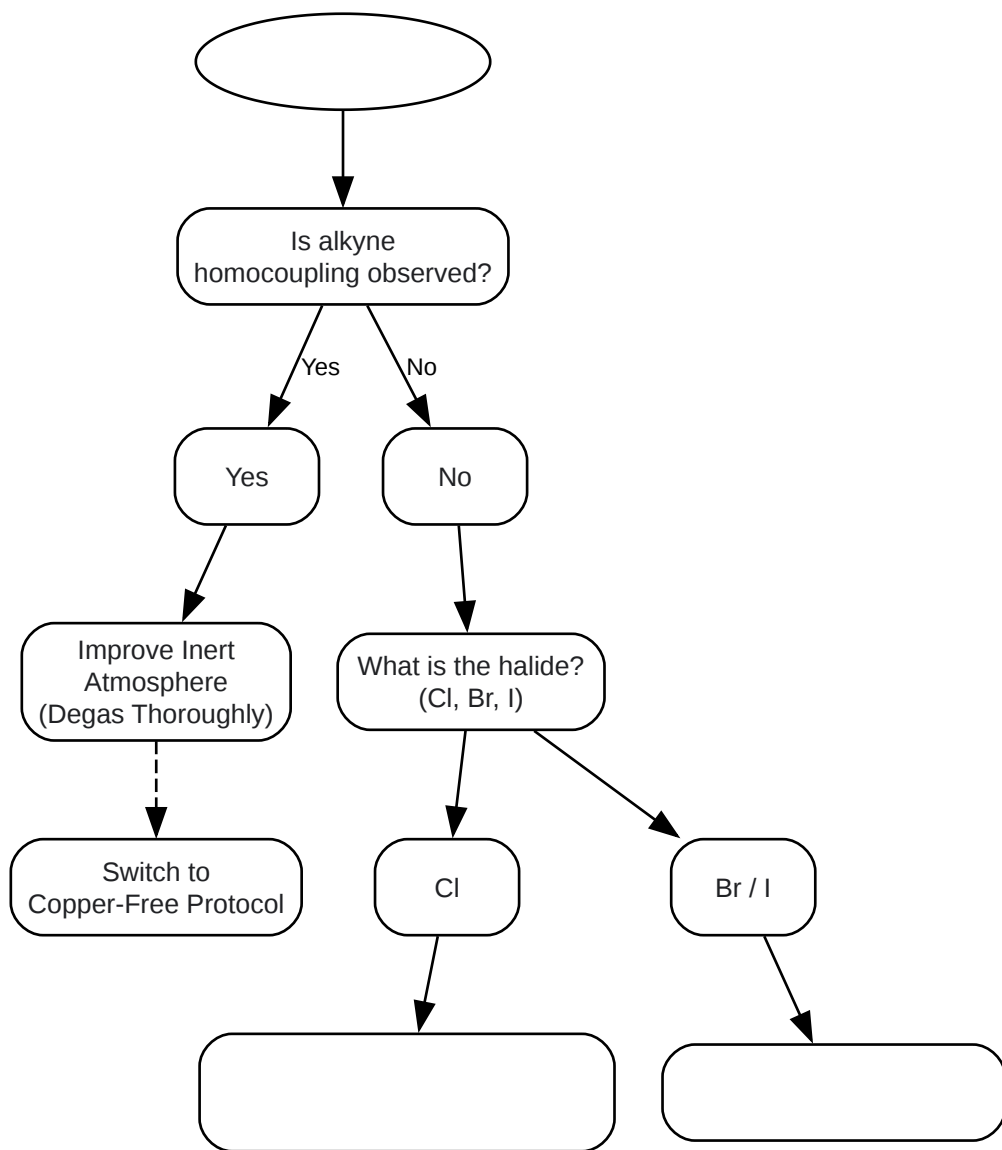 Is alkyne
homocoupling observed?
Yes
No
Yes
No
Improve Inert
Atmosphere
(Degas Thoroughly)
What is the halide?
(Cl, Br, I)
Switch to
Copper-Free Protocol
Cl
Br / I